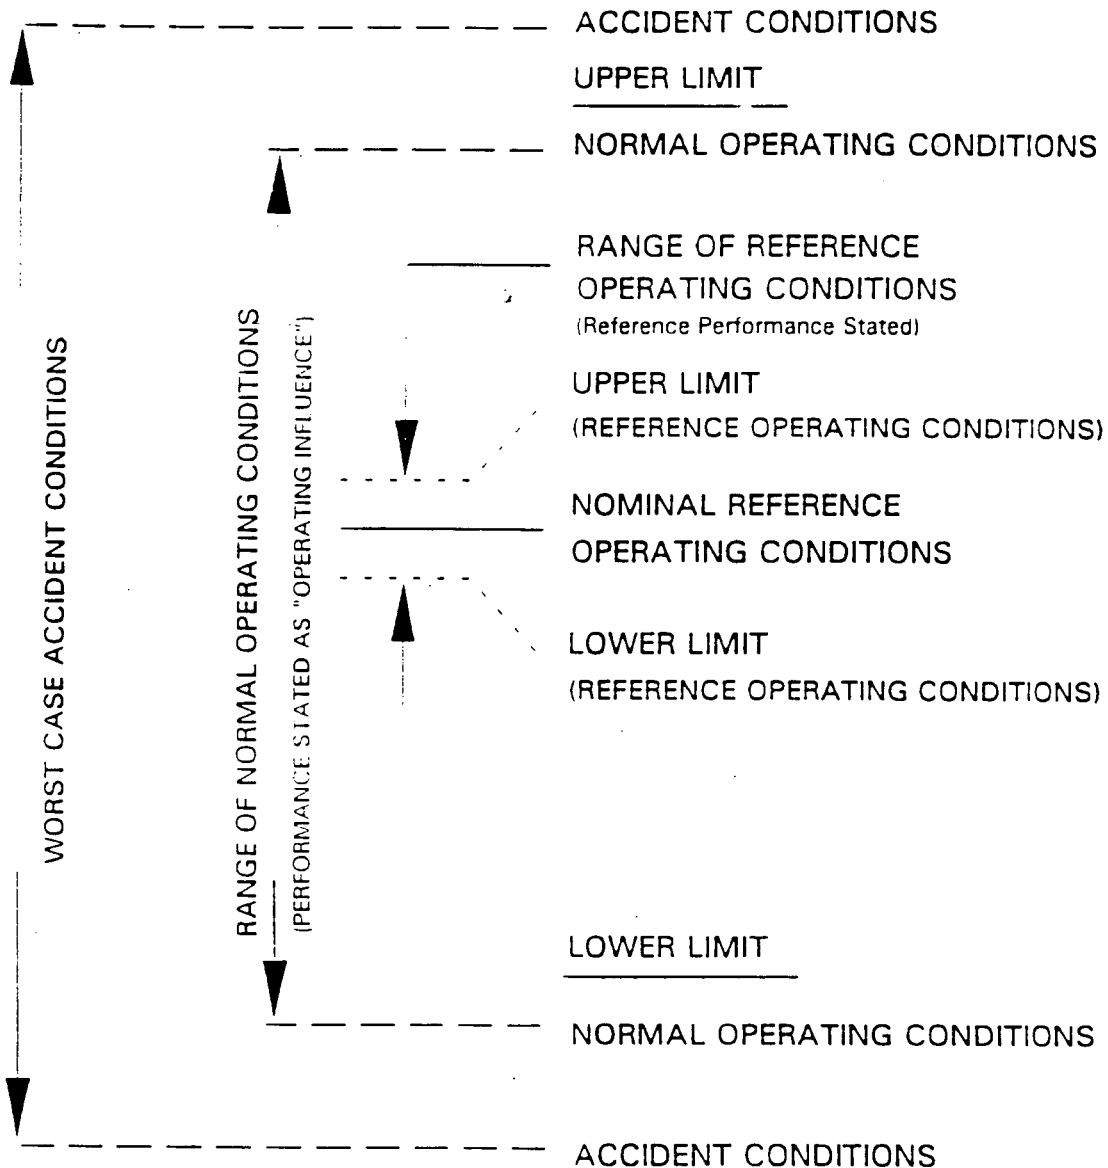 ACCIDENT CONDITIONS
UPPER LIMIT
NORMAL OPERATING CONDITIONS
RANGE OF REFERENCE
OPERATING CONDITIONS
(Reference Performance Stated)
UPPER LIMIT
(REFERENCE OPERATING CONDITIONS)
NOMINAL REFERENCE
OPERATING CONDITIONS
LOWER LIMIT
(REFERENCE OPERATING CONDITIONS)
LOWER LIMIT
NORMAL OPERATING CONDITIONS
ACCIDENT CONDITIONS
WORST CASE ACCIDENT CONDITIONS
RANGE OF NORMAL OPERATING CONDITIONS
(PERFORMANCE STATED AS "OPERATING INFLUENCE")